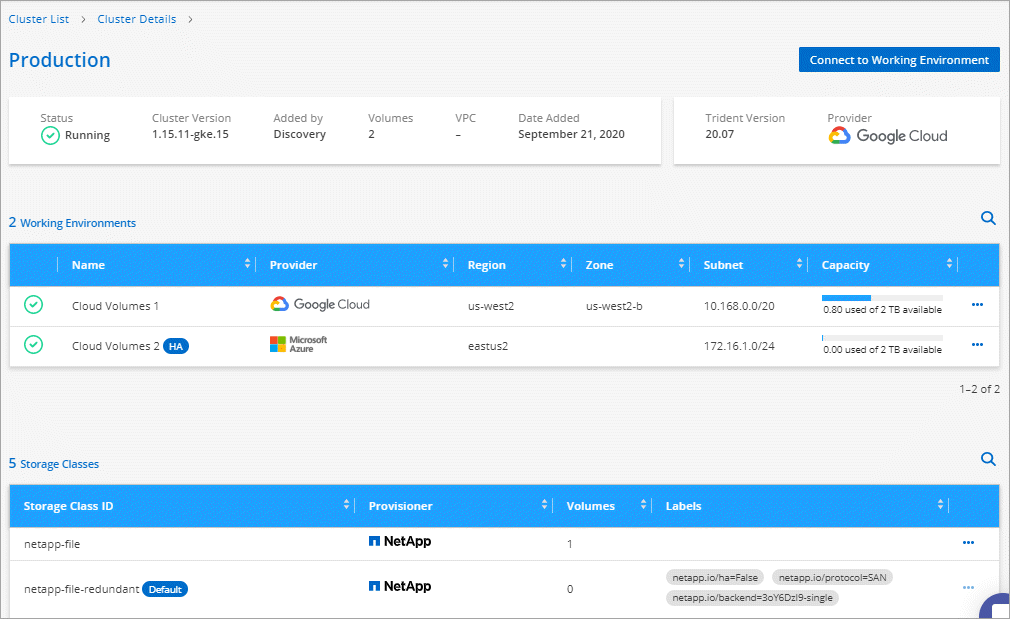 Cluster List > Cluster Details >
Production
Connect to Working Environment
Status Cluster Version Added by Volumes VPC Date Added Trident Version Provider
Running 1.15.11-gke.15 Discovery 2 – September 21, 2020 20.07 Google Cloud
2 Working Environments
Name Provider Region Zone Subnet Capacity
Cloud Volumes 1 Google Cloud us-west2 us-west2-b 10.168.0.0/20 0.80 used of 2 TB available
Cloud Volumes 2 HA Microsoft Azure eastus2 172.16.1.0/24 0.00 used of 2 TB available
1–2 of 2
5 Storage Classes
Storage Class ID Provisioner Volumes Labels
netapp-file NetApp 1
netapp-file-redundant Default NetApp 0 netapp.io/ha=False netapp.io/protocol=SAN
netapp.io/backend=3oY6DzI9-single